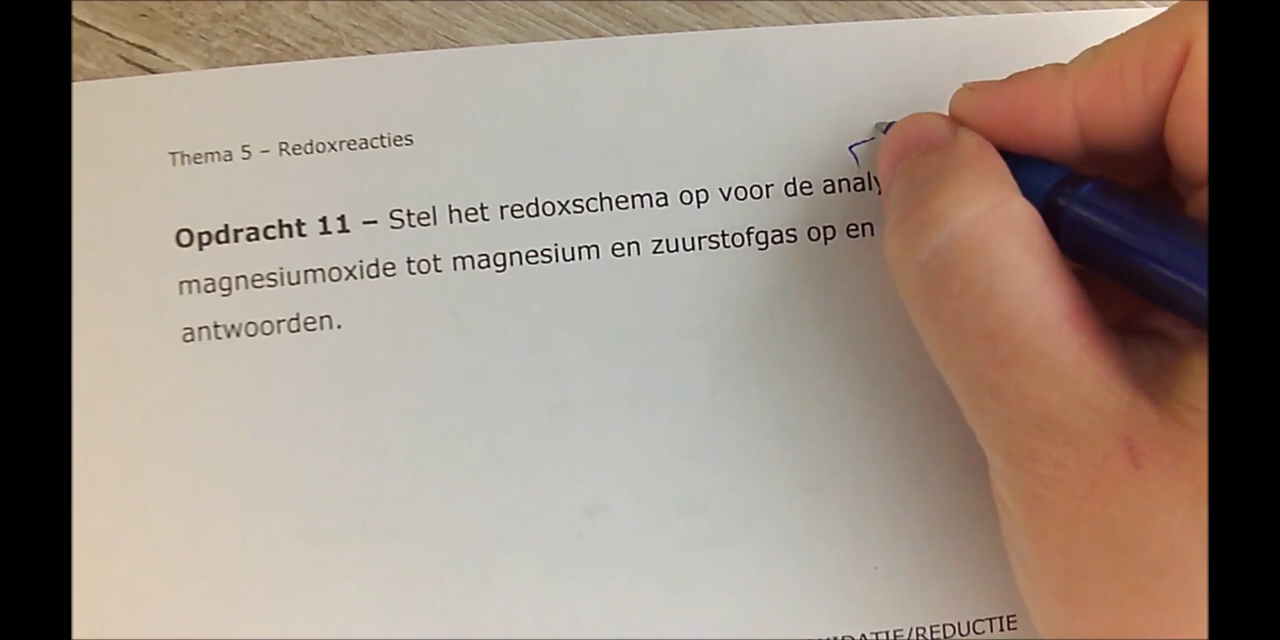 Thema 5 – Redoxreacties
Opdracht 11 – Stel het redoxschema op voor de
magnesiumoxide tot magnesium en zuurstofgas op en
antwoorden.
/REDUCTIE